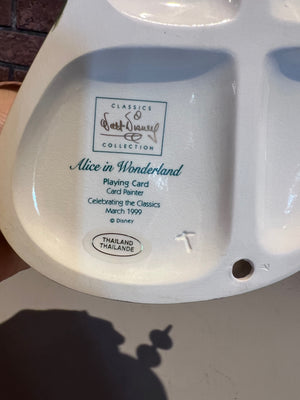 CLASSICS
Walt Disney
COLLECTION
Alice in Wonderland
Playing Card
Card Painter
Celebrating the Classics
March 1999
© Disney
THAILAND
THAILANDE